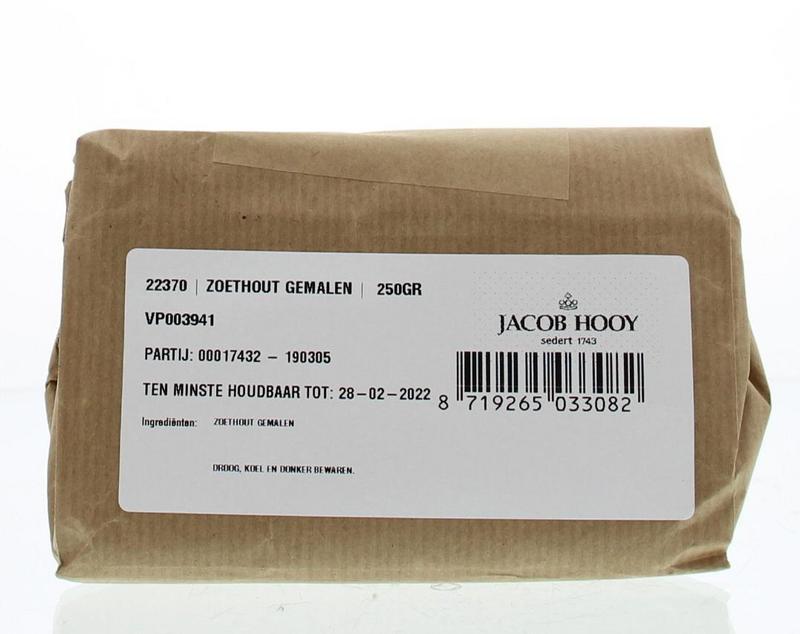 22370 | ZOETHOUT GEMALEN | 250GR
VP003941
PARTIJ: 00017432 – 190305
TEN MINSTE HOUDBAAR TOT: 28–02–2022
Ingrediënten: ZOETHOUT GEMALEN
DROOG, KOEL EN DONKER BEWAREN.
JACOB HOOY
sedert 1743
8 719265 033082